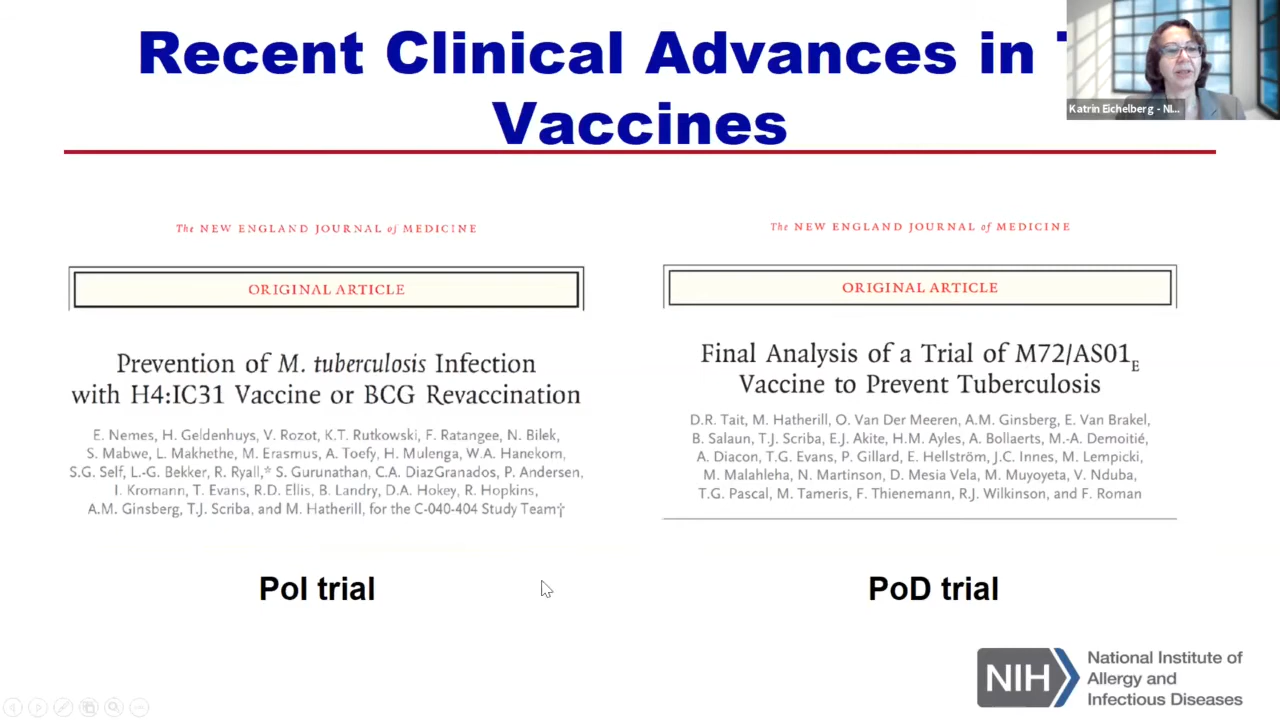 Recent Clinical Advances in
Vaccines
Katrin Eichelberg - NI...
The NEW ENGLAND JOURNAL of MEDICINE
ORIGINAL ARTICLE
Prevention of M. tuberculosis Infection
with H4:IC31 Vaccine or BCG Revaccination
E. Nemes, H. Geldenhuys, V. Rozot, K.T. Rutkowski, F. Ratangee, N. Bilek,
S. Mabwe, L. Makhethe, M. Erasmus, A. Toefy, H. Mulenga, W.A. Hanekom,
S.G. Self, L.-G. Bekker, R. Ryall,* S. Gurunathan, C.A. DiazGranados, P. Andersen,
I. Kromann, T. Evans, R.D. Ellis, B. Landry, D.A. Hokey, R. Hopkins,
A.M. Ginsberg, T.J. Scriba, and M. Hatherill, for the C-040-404 Study Team†
PoI trial
The NEW ENGLAND JOURNAL of MEDICINE
ORIGINAL ARTICLE
Final Analysis of a Trial of M72/AS01E
Vaccine to Prevent Tuberculosis
D.R. Tait, M. Hatherill, O. Van Der Meeren, A.M. Ginsberg, E. Van Brakel,
B. Salaun, T.J. Scriba, E.J. Akite, H.M. Ayles, A. Bollaerts, M.-A. Demoitié,
A. Diacon, T.G. Evans, P. Gillard, E. Hellström, J.C. Innes, M. Lempicki,
M. Malahleha, N. Martinson, D. Mesia Vela, M. Muyoyeta, V. Nduba,
T.G. Pascal, M. Tameris, F. Thienemann, R.J. Wilkinson, and F. Roman
PoD trial
NIH
National Institute of
Allergy and
Infectious Diseases